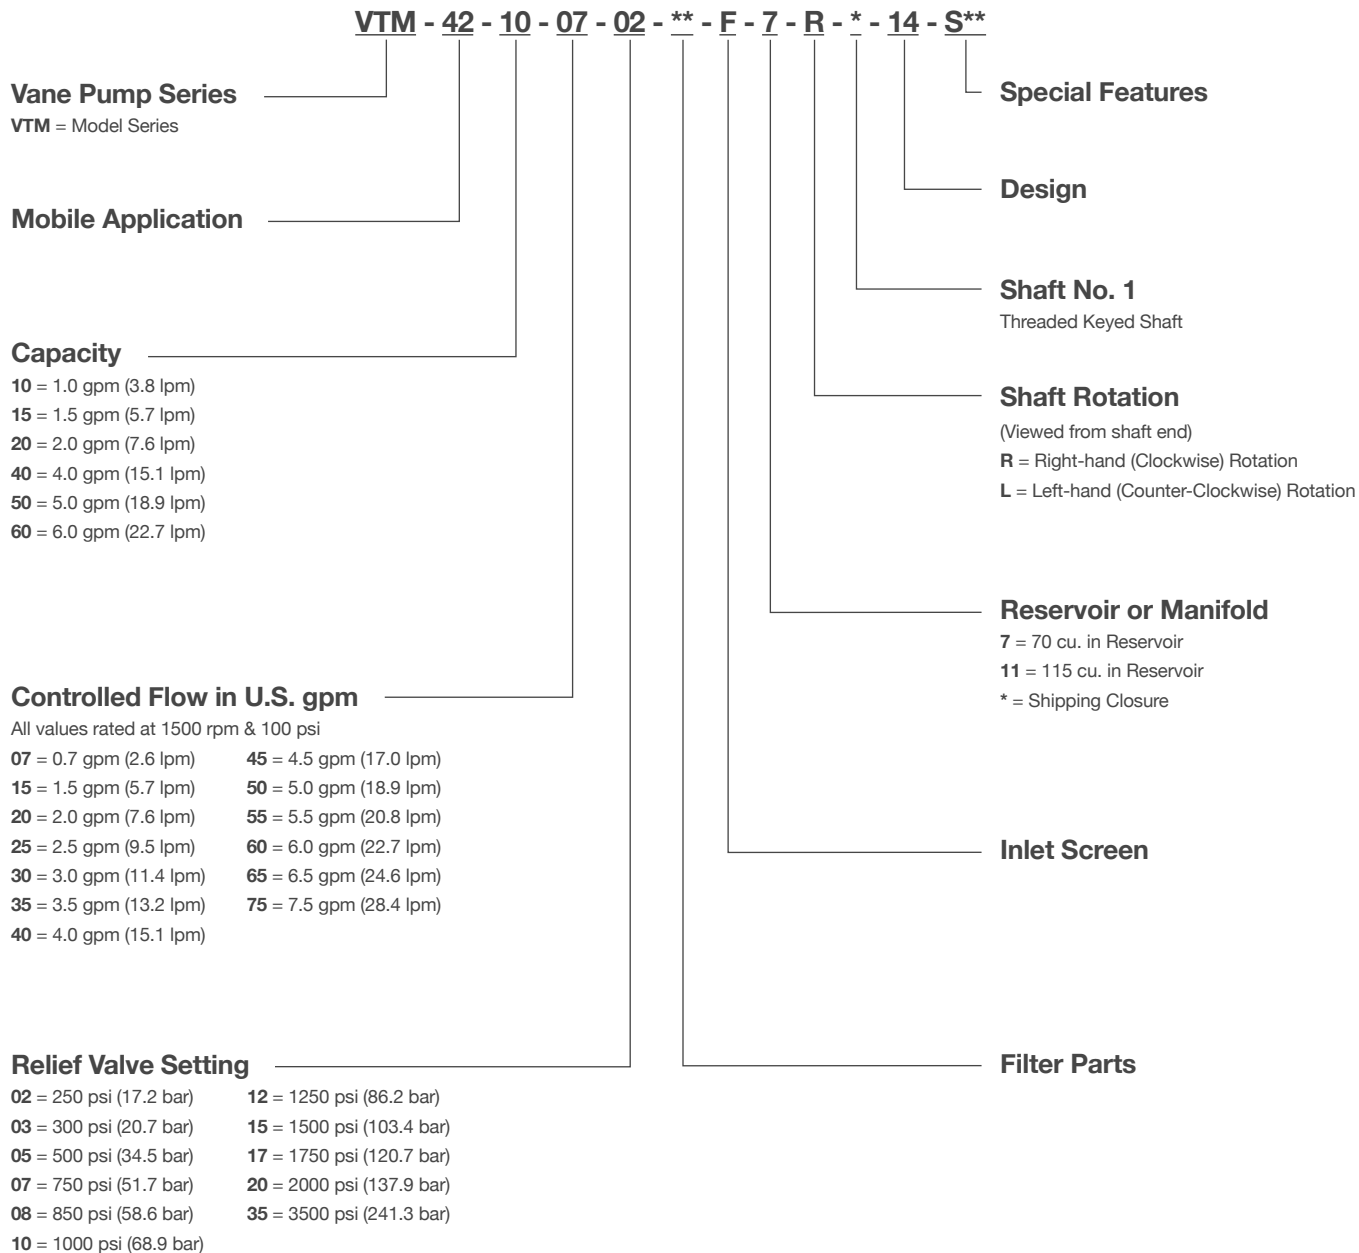 VTM - 42 - 10 - 07 - 02 - ** - F - 7 - R - * - 14 - S**
Vane Pump Series
VTM = Model Series
Mobile Application
Capacity
10 = 1.0 gpm (3.8 lpm)
15 = 1.5 gpm (5.7 lpm)
20 = 2.0 gpm (7.6 lpm)
40 = 4.0 gpm (15.1 lpm)
50 = 5.0 gpm (18.9 lpm)
60 = 6.0 gpm (22.7 lpm)
Controlled Flow in U.S. gpm
All values rated at 1500 rpm & 100 psi
07 = 0.7 gpm (2.6 lpm)
15 = 1.5 gpm (5.7 lpm)
20 = 2.0 gpm (7.6 lpm)
25 = 2.5 gpm (9.5 lpm)
30 = 3.0 gpm (11.4 lpm)
35 = 3.5 gpm (13.2 lpm)
40 = 4.0 gpm (15.1 lpm)
45 = 4.5 gpm (17.0 lpm)
50 = 5.0 gpm (18.9 lpm)
55 = 5.5 gpm (20.8 lpm)
60 = 6.0 gpm (22.7 lpm)
65 = 6.5 gpm (24.6 lpm)
75 = 7.5 gpm (28.4 lpm)
Relief Valve Setting
02 = 250 psi (17.2 bar)
03 = 300 psi (20.7 bar)
05 = 500 psi (34.5 bar)
07 = 750 psi (51.7 bar)
08 = 850 psi (58.6 bar)
10 = 1000 psi (68.9 bar)
12 = 1250 psi (86.2 bar)
15 = 1500 psi (103.4 bar)
17 = 1750 psi (120.7 bar)
20 = 2000 psi (137.9 bar)
35 = 3500 psi (241.3 bar)
Special Features
Design
Shaft No. 1
Threaded Keyed Shaft
Shaft Rotation
(Viewed from shaft end)
R = Right-hand (Clockwise) Rotation
L = Left-hand (Counter-Clockwise) Rotation
Reservoir or Manifold
7 = 70 cu. in Reservoir
11 = 115 cu. in Reservoir
* = Shipping Closure
Inlet Screen
Filter Parts